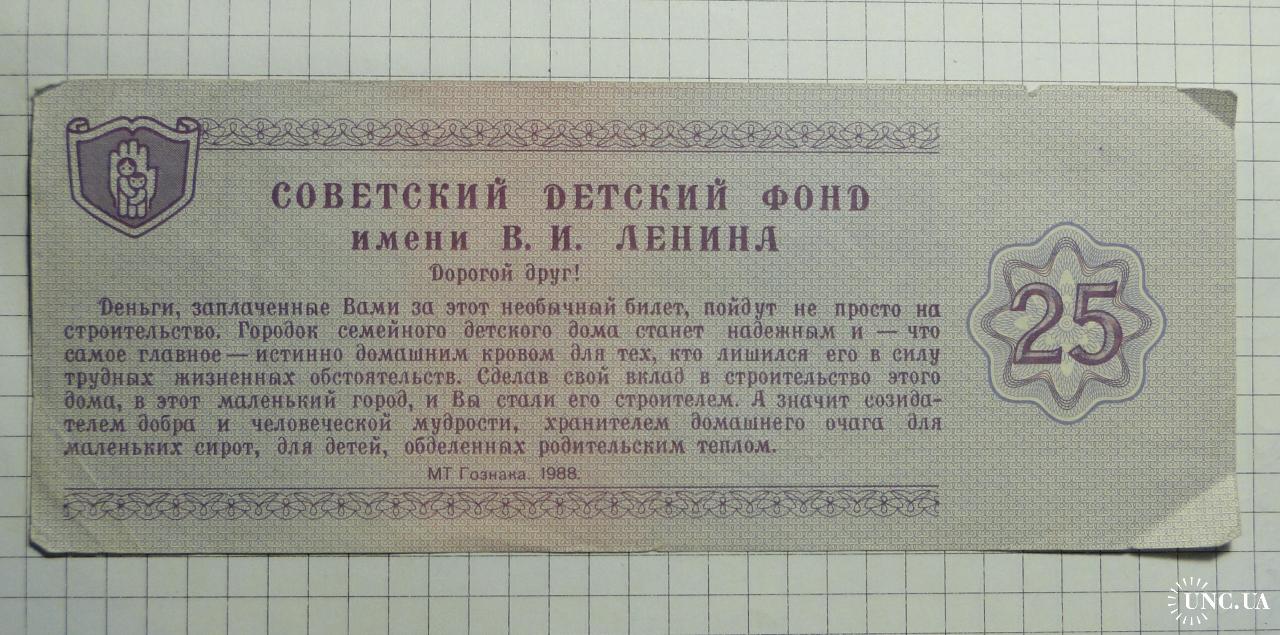 СОВЕТСКИЙ ДЕТСКИЙ ФОНД
имени В. И. ЛЕНИНА
Дорогой друг!
Деньги, заплаченные Вами за этот необычный билет, пойдут не просто на
строительство. Городок семейного детского дома станет надежным и — что
самое главное — истинно домашним кровом для тех, кто лишился его в силу
трудных жизненных обстоятельств. Сделав свой вклад в строительство этого
дома, в этот маленький город, и Вы стали его строителем. А значит созида-
телем добра и человеческой мудрости, хранителем домашнего очага для
маленьких сирот, для детей, обделенных родительским теплом.
МТ Гознака. 1988.
25
UNC.UA